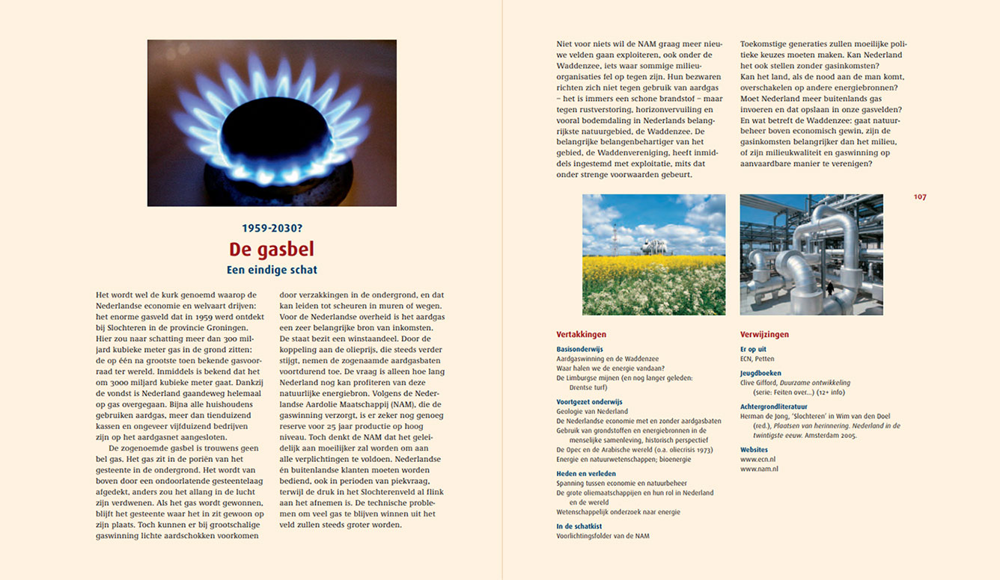 1959-2030?
De gasbel
Een eindige schat
Het wordt wel de kurk genoemd waarop de
Nederlandse economie en welvaart drijven:
het enorme gasveld dat in 1959 werd ontdekt
bij Slochteren in de provincie Groningen.
Hier zou naar schatting meer dan 300 mil-
jard kubieke meter gas in de grond zitten:
de op één na grootste toen bekende gasvoor-
raad ter wereld. Inmiddels is bekend dat het
om 3000 miljard kubieke meter gaat. Dankzij
de vondst is Nederland gaandeweg helemaal
op gas overgegaan. Bijna alle huishoudens
gebruiken aardgas, meer dan tienduizend
kassen en ongeveer vijfduizend bedrijven
zijn op het aardgasnet aangesloten.
De zogenoemde gasbel is trouwens geen
bel gas. Het gas zit in de poriën van het
gesteente in de ondergrond. Het wordt van
boven door een ondoorlatende gesteentelaag
afgedekt, anders zou het allang in de lucht
zijn verdwenen. Als het gas wordt gewonnen,
blijft het gesteente waar het in zit gewoon op
zijn plaats. Toch kunnen er bij grootschalige
gaswinning lichte aardschokken voorkomen
door verzakkingen in de ondergrond, en dat
kan leiden tot scheuren in muren of wegen.
Voor de Nederlandse overheid is het aardgas
een zeer belangrijke bron van inkomsten.
De staat bezit een winstaandeel. Door de
koppeling aan de olieprijs, die steeds verder
stijgt, nemen de zogenaamde aardgasbaten
voortdurend toe. De vraag is alleen hoe lang
Nederland nog kan profiteren van deze
natuurlijke energiebron. Volgens de Neder-
landse Aardolie Maatschappij (NAM), die de
gaswinning verzorgt, is er zeker nog genoeg
reserve voor 25 jaar productie op hoog
niveau. Toch denkt de NAM dat het gelei-
delijk aan moeilijker zal worden om aan
alle verplichtingen te voldoen. Nederlandse
én buitenlandse klanten moeten worden
bediend, ook in perioden van piekvraag,
terwijl de druk in het Slochterenveld al flink
aan het afnemen is. De technische proble-
men om veel gas te blijven winnen uit het
veld zullen steeds groter worden.
Niet voor niets wil de NAM graag meer nieu-
we velden gaan exploiteren, ook onder de
Waddenzee, iets waar sommige milieu-
organisaties fel op tegen zijn. Hun bezwaren
richten zich niet tegen gebruik van aardgas
– het is immers een schone brandstof – maar
tegen rustverstoring, horizonvervuiling en
vooral bodemdaling in Nederlands belang-
rijkste natuurgebied, de Waddenzee. De
belangrijke belangenbehartiger van het
gebied, de Waddenvereniging, heeft inmid-
dels ingestemd met exploitatie, mits dat
onder strenge voorwaarden gebeurt.
Toekomstige generaties zullen moeilijke poli-
tieke keuzes moeten maken. Kan Nederland
het ook stellen zonder gasinkomsten?
Kan het land, als de nood aan de man komt,
overschakelen op andere energiebronnen?
Moet Nederland meer buitenlands gas
invoeren en dat opslaan in onze gasvelden?
En wat betreft de Waddenzee: gaat natuur-
beheer boven economisch gewin, zijn de
gasinkomsten belangrijker dan het milieu,
of zijn milieukwaliteit en gaswinning op
aanvaardbare manier te verenigen?
107
Vertakkingen
Basisonderwijs
Aardgaswinning en de Waddenzee
Waar halen we de energie vandaan?
De Limburgse mijnen (en nog langer geleden:
Drentse turf)
Voortgezet onderwijs
Geologie van Nederland
De Nederlandse economie met en zonder aardgasbaten
Gebruik van grondstoffen en energiebronnen in de
menselijke samenleving, historisch perspectief
De Opec en de Arabische wereld (o.a. oliecrisis 1973)
Energie en natuurwetenschappen; bioenergie
Heden en verleden
Spanning tussen economie en natuurbeheer
De grote oliemaatschappijen en hun rol in Nederland
en de wereld
Wetenschappelijk onderzoek naar energie
In de schatkist
Voorlichtingsfolder van de NAM
Verwijzingen
Er op uit
ECN, Petten
Jeugdboeken
Clive Gifford, Duurzame ontwikkeling
(serie: Feiten over...) (12+ info)
Achtergrondliteratuur
Herman de Jong, 'Slochteren' in Wim van den Doel
(red.), Plaatsen van herinnering. Nederland in de
twintigste eeuw. Amsterdam 2005.
Websites
www.ecn.nl
www.nam.nl